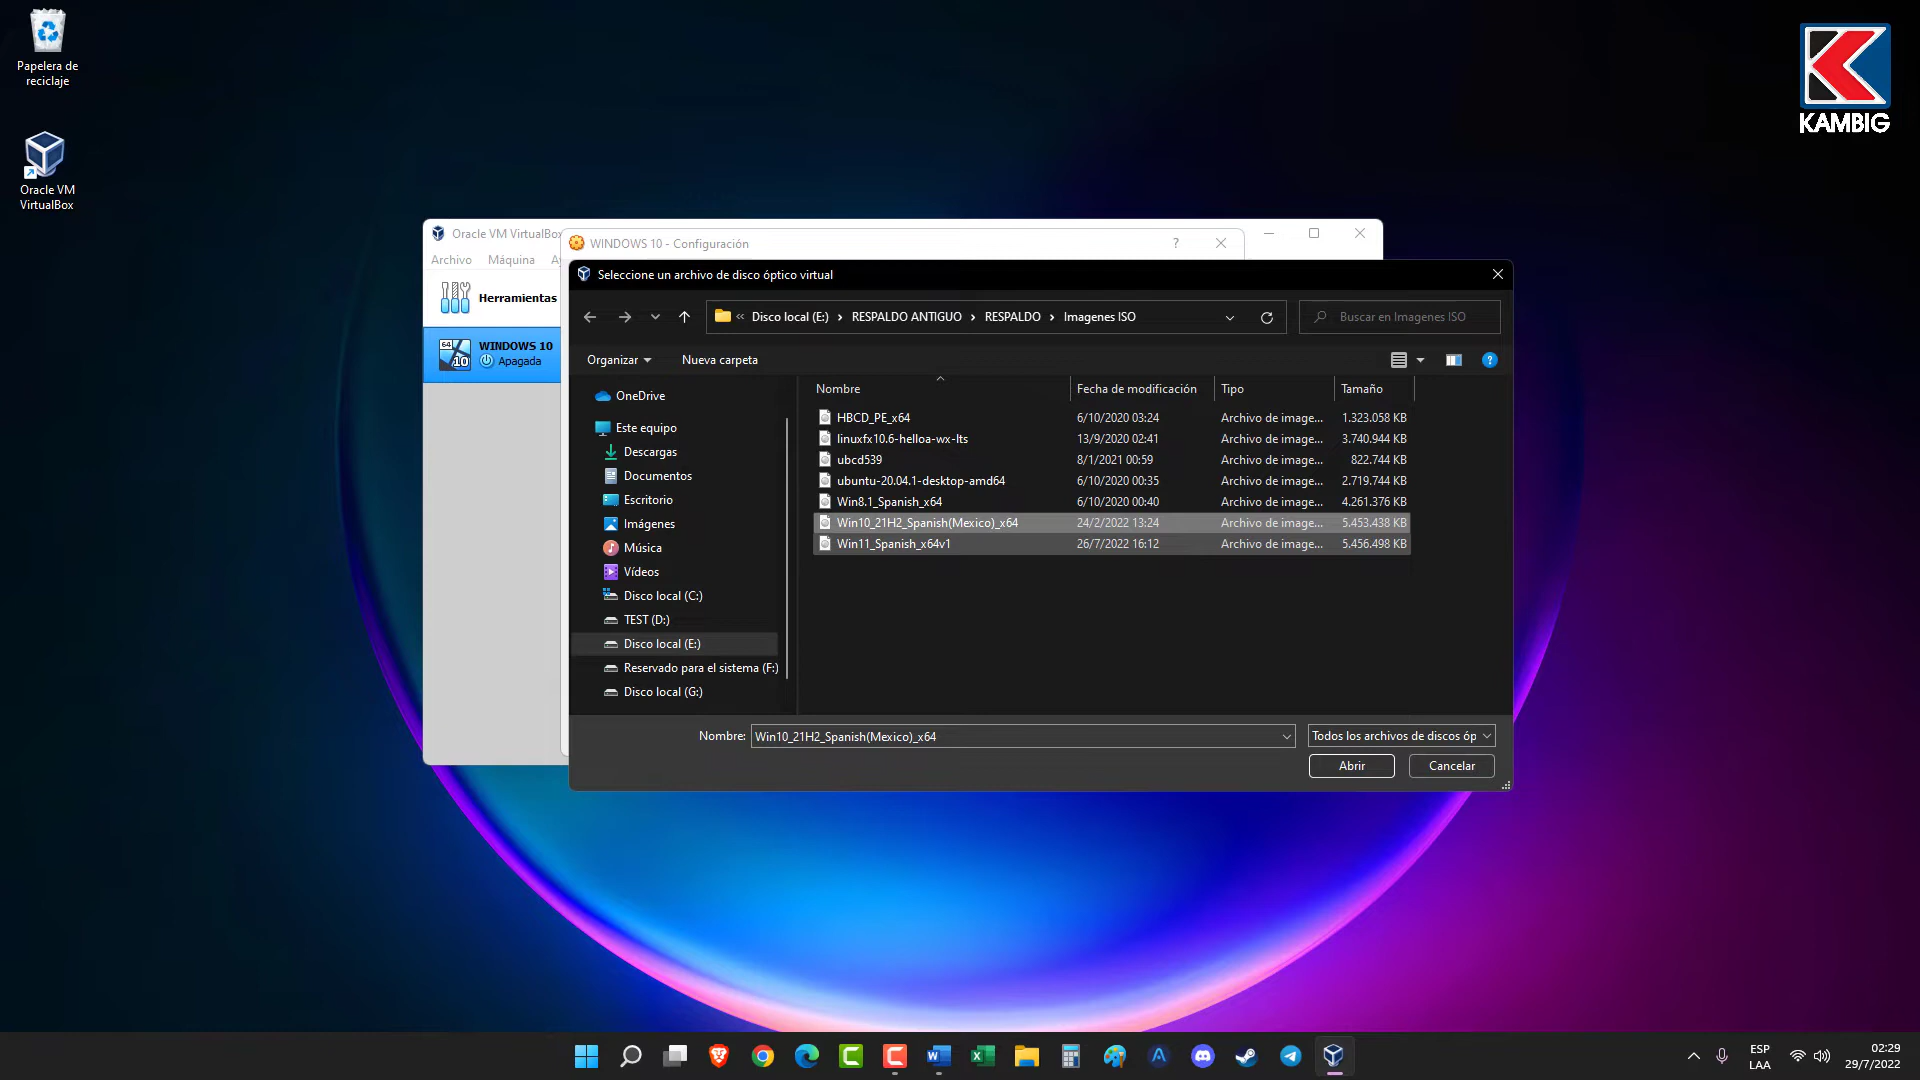 Papelera de
reciclaje
KAMBIG
Oracle VM
VirtualBox
Oracle VM VirtualBox
WINDOWS 10 - Configuración
?
Archivo Máquina Ay
Seleccione un archivo de disco óptico virtual
Herramientas
« Disco local (E:) › RESPALDO ANTIGUO › RESPALDO › Imagenes ISO
Buscar en Imagenes ISO
64
10
WINDOWS 10
Apagada
Organizar Nueva carpeta
?
Nombre Fecha de modificación Tipo Tamaño
OneDrive
Este equipo
Descargas
Documentos
Escritorio
Imágenes
Música
Vídeos
Disco local (C:)
TEST (D:)
Disco local (E:)
Reservado para el sistema (F:)
Disco local (G:)
HBCD_PE_x64 6/10/2020 03:24 Archivo de image... 1.323.058 KB
linuxfx10.6-helloa-wx-lts 13/9/2020 02:41 Archivo de image... 3.740.944 KB
ubcd539 8/1/2021 00:59 Archivo de image... 822.744 KB
ubuntu-20.04.1-desktop-amd64 6/10/2020 00:35 Archivo de image... 2.719.744 KB
Win8.1_Spanish_x64 6/10/2020 00:40 Archivo de image... 4.261.376 KB
Win10_21H2_Spanish(Mexico)_x64 24/2/2022 13:24 Archivo de image... 5.453.438 KB
Win11_Spanish_x64v1 26/7/2022 16:12 Archivo de image... 5.456.498 KB
Nombre: Win10_21H2_Spanish(Mexico)_x64 Todos los archivos de discos óp
Abrir Cancelar
ESP
LAA
02:29
29/7/2022